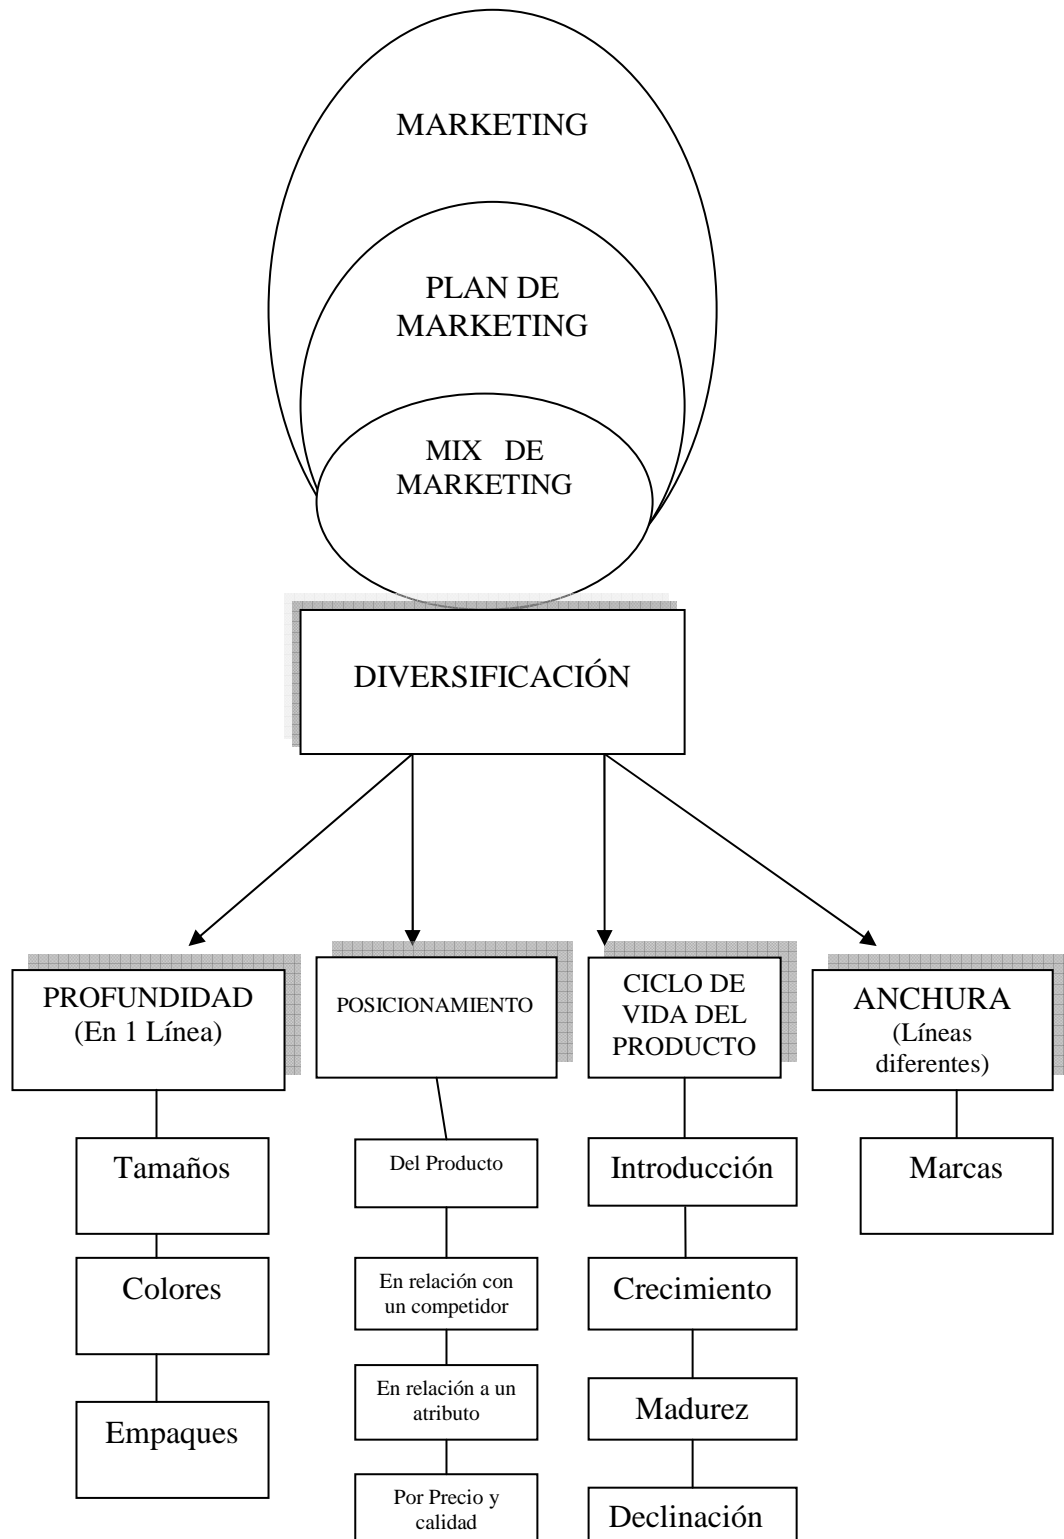 MARKETING
PLAN DE
MARKETING
MIX DE
MARKETING
DIVERSIFICACIÓN
PROFUNDIDAD
(En 1 Línea)
Tamaños
Colores
Empaques
POSICIONAMIENTO
Del Producto
En relación con
un competidor
En relación a un
atributo
Por Precio y
calidad
CICLO DE
VIDA DEL
PRODUCTO
Introducción
Crecimiento
Madurez
Declinación
ANCHURA
(Líneas
diferentes)
Marcas